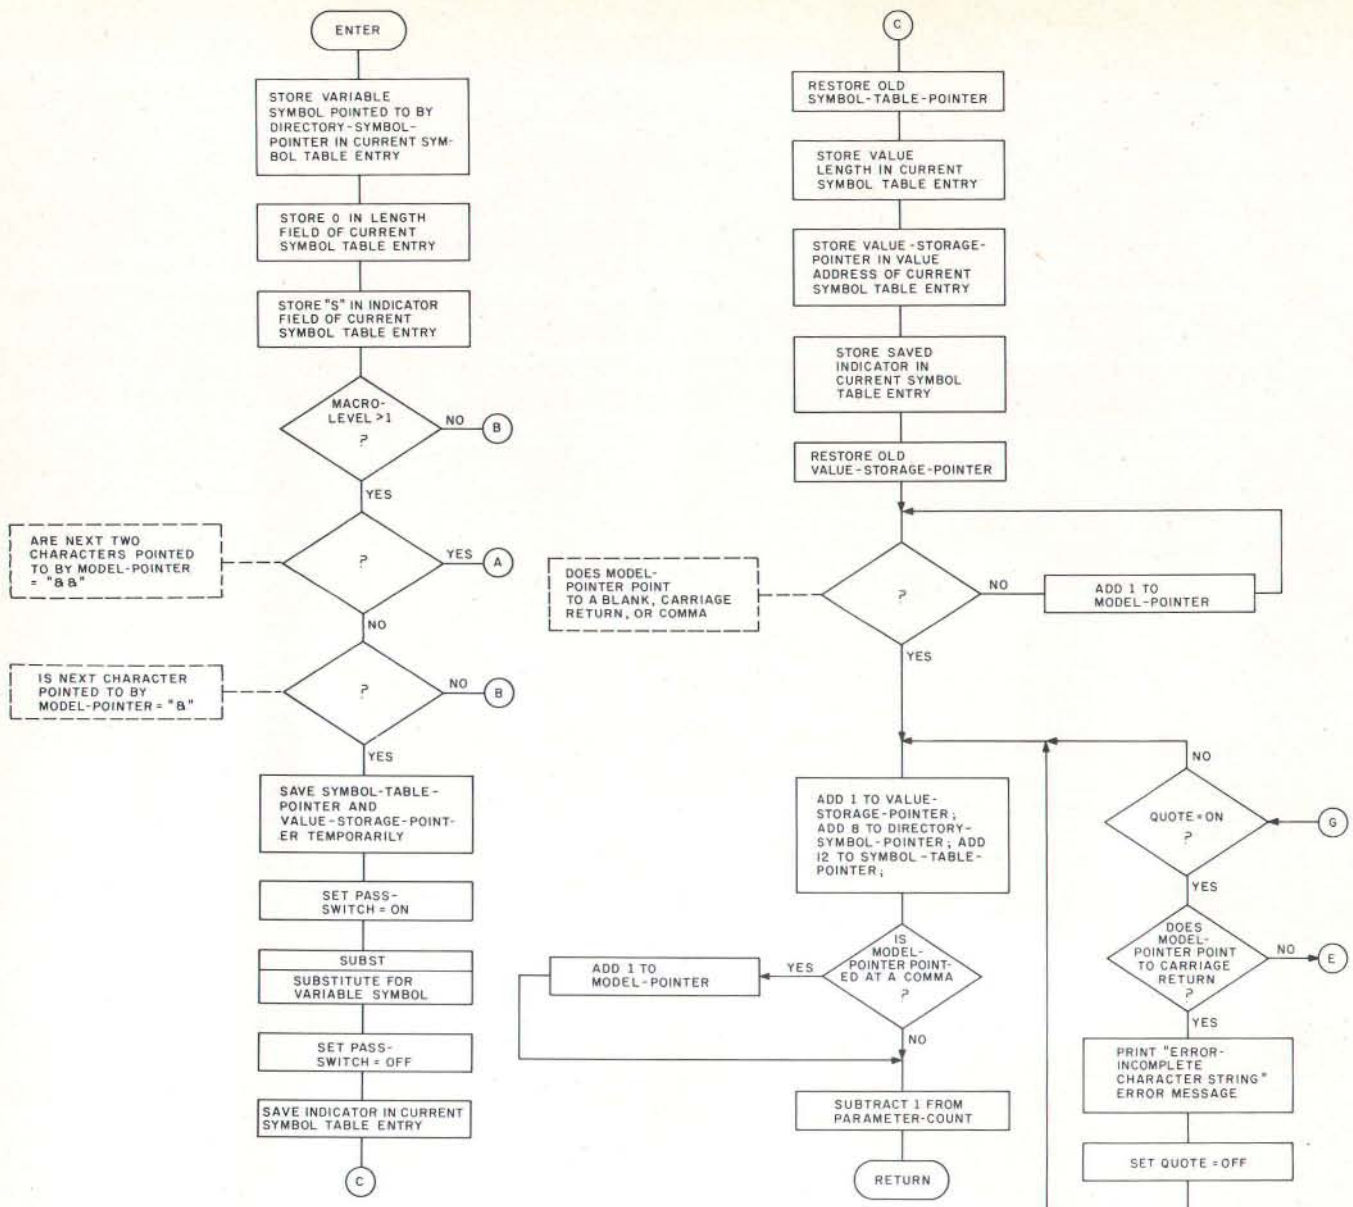 ENTER
STORE VARIABLE
SYMBOL POINTED TO BY
DIRECTORY-SYMBOL-
POINTER IN CURRENT SYM-
BOL TABLE ENTRY
STORE 0 IN LENGTH
FIELD OF CURRENT
SYMBOL TABLE ENTRY
STORE "S" IN INDICATOR
FIELD OF CURRENT
SYMBOL TABLE ENTRY
MACRO-
LEVEL >1
?
NO
B
YES
ARE NEXT TWO
CHARACTERS POINTED
TO BY MODEL-POINTER
= "&&"
?
YES
A
NO
IS NEXT CHARACTER
POINTED TO BY
MODEL-POINTER = "&"
?
NO
B
YES
SAVE SYMBOL-TABLE-
POINTER AND
VALUE-STORAGE-POINT-
ER TEMPORARILY
SET PASS-
SWITCH = ON
SUBST
SUBSTITUTE FOR
VARIABLE SYMBOL
SET PASS-
SWITCH = OFF
SAVE INDICATOR IN CURRENT
SYMBOL TABLE ENTRY
C
C
RESTORE OLD
SYMBOL-TABLE-POINTER
STORE VALUE
LENGTH IN CURRENT
SYMBOL TABLE ENTRY
STORE VALUE-STORAGE-
POINTER IN VALUE
ADDRESS OF CURRENT
SYMBOL TABLE ENTRY
STORE SAVED
INDICATOR IN
CURRENT SYMBOL
TABLE ENTRY
RESTORE OLD
VALUE-STORAGE-POINTER
DOES MODEL-
POINTER POINT
TO A BLANK, CARRIAGE
RETURN, OR COMMA
?
NO
ADD 1 TO
MODEL-POINTER
YES
ADD 1 TO VALUE-
STORAGE-POINTER;
ADD 8 TO DIRECTORY-
SYMBOL-POINTER; ADD
12 TO SYMBOL-TABLE-
POINTER;
IS
MODEL-
POINTER POINT-
ED AT A COMMA
?
YES
ADD 1 TO
MODEL-POINTER
NO
SUBTRACT 1 FROM
PARAMETER-COUNT
RETURN
NO
QUOTE = ON
?
G
YES
DOES
MODEL-
POINTER POINT
TO CARRIAGE
RETURN
?
NO
E
YES
PRINT "ERROR-
INCOMPLETE
CHARACTER STRING"
ERROR MESSAGE
SET QUOTE = OFF